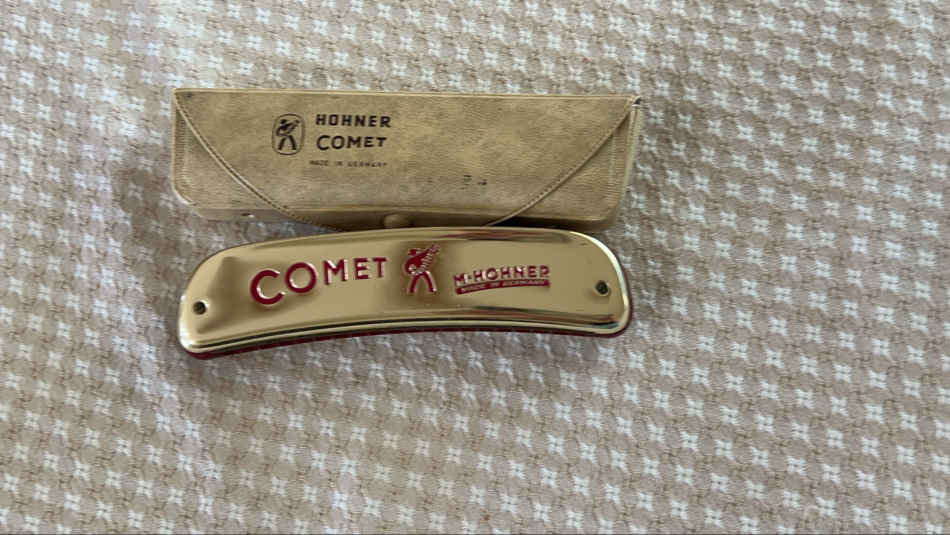 HOHNER
COMET
MADE IN GERMANY
COMET
M·HOHNER
MADE IN GERMANY